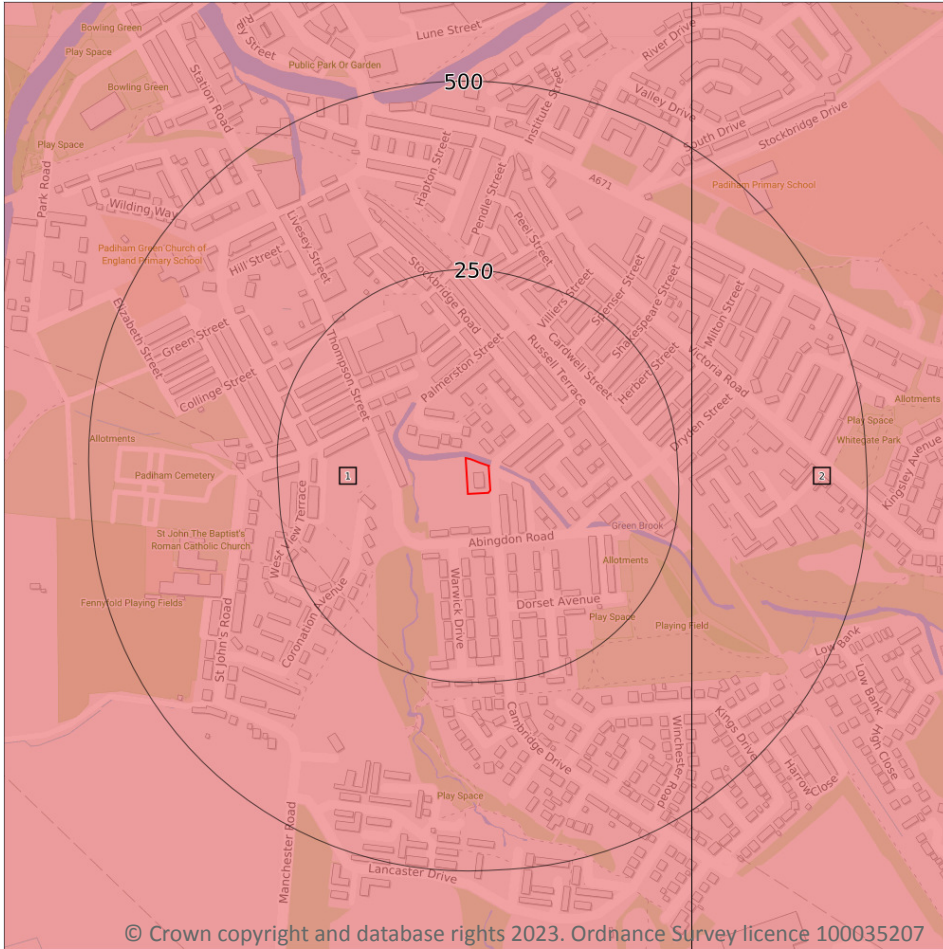 Bowling Green
Ribey Street
Lune Street
River Drive
Play Space
Public Park Or Garden
Station Road
500
Bowling Green
Institute Street
Valley Drive
South Drive
Stockbridge Drive
Play Space
Hapton Street
A671
Park Road
Padiham Primary School
Wilding Way
Pendle Street
Peel Street
Livesey Street
Padiham Green Church of
England Primary School
Hill Street
250
Stockbridge Road
Villiers Street
Spenser Street
Shakespeare Street
Milton Street
Elizabeth Street
Green Street
Thompson Street
Palmerston Street
Russell Terrace
Cardwell Street
Herbert Street
Victoria Road
Collinge Street
Dryden Street
Allotments
Play Space
Whitegate Park
Kingsley Avenue
Allotments
Padiham Cemetery
1
2
West View Terrace
St John The Baptist's
Roman Catholic Church
Green Brook
Abingdon Road
Allotments
Warwick Drive
Dorset Avenue
Fennyfold Playing Fields
St John's Road
Coronation Avenue
Play Space
Playing Field
Low Bank
Low Bank
High Close
Cambridge Drive
Winchester Road
Kings Drive
Harrow Close
Play Space
Manchester Road
Lancaster Drive
© Crown copyright and database rights 2023. Ordnance Survey licence 100035207